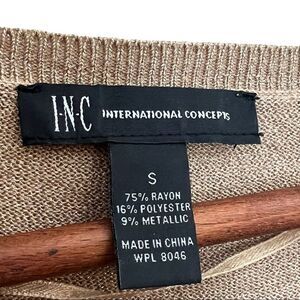 I·N·C INTERNATIONAL CONCEPTS
S
75% RAYON
16% POLYESTER
9% METALLIC
MADE IN CHINA
WPL 8046